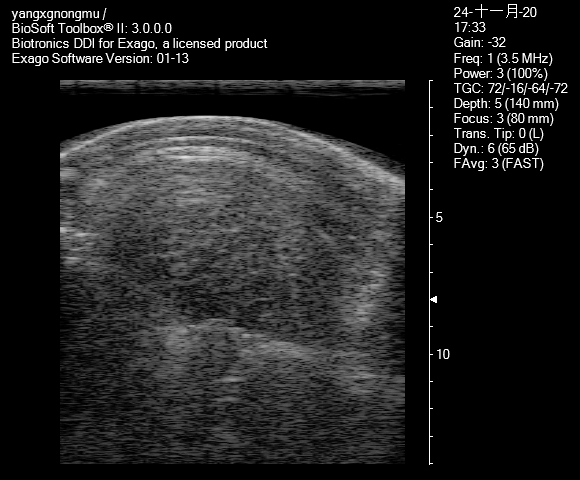 yangxgnongmu /
BioSoft Toolbox® II: 3.0.0.0
Biotronics DDI for Exago, a licensed product
Exago Software Version: 01-13
24-十一月-20
17:33
Gain: -32
Freq: 1 (3.5 MHz)
Power: 3 (100%)
TGC: 72/-16/-64/-72
Depth: 5 (140 mm)
Focus: 3 (80 mm)
Trans. Tip: 0 (L)
Dyn.: 6 (65 dB)
FAvg: 3 (FAST)
5
10